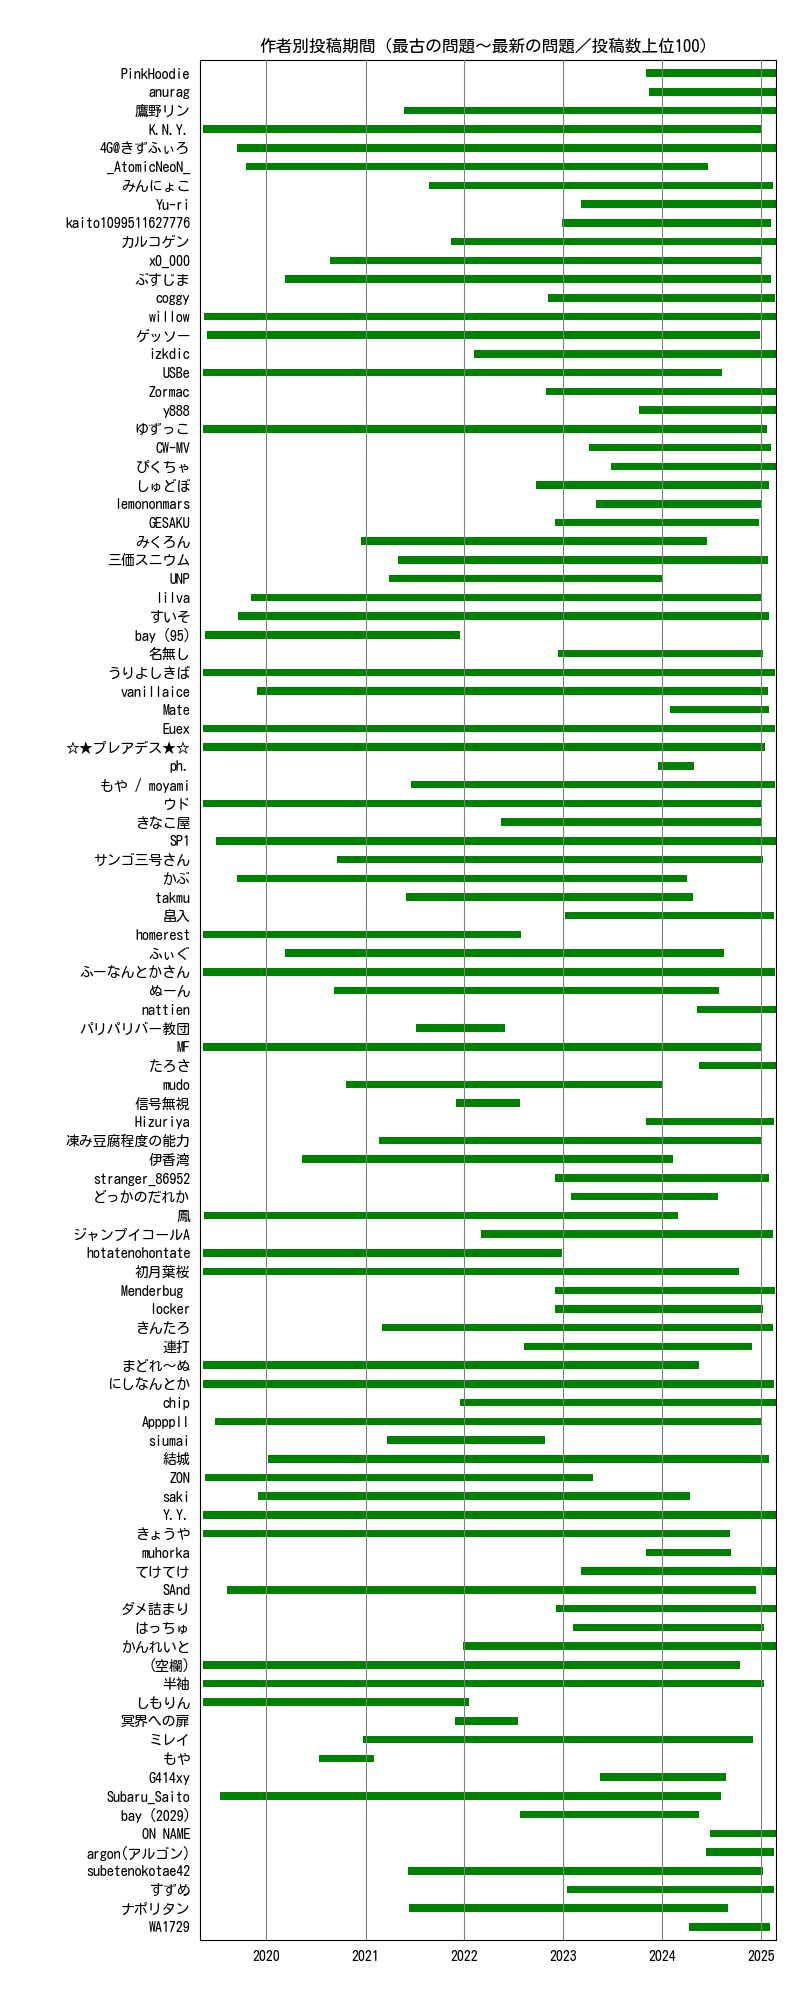 作者別投稿期間（最古の問題～最新の問題／投稿数上位100）
PinkHoodie
anurag
鷹野リン
K.N.Y.
4G@きずふぃろ
_AtomicNeoN_
みんにょこ
Yu-ri
kaito1099511627776
カルコゲン
x0_000
ぶすじま
coggy
willow
ゲッソー
izkdic
USBe
Zormac
y888
ゆずっこ
CW-MV
ぴくちゃ
しゅどぼ
lemononmars
GESAKU
みくろん
三価スニウム
UNP
lilva
すいそ
bay (95)
名無し
うりよしきば
vanillaice
Mate
Euex
☆★プレアデス★☆
ph.
もや / moyami
ウド
きなこ屋
SP1
サンゴ三号さん
かぶ
takmu
畠入
homerest
ふぃぐ
ふーなんとかさん
ぬーん
nattien
パリパリバー教団
MF
たろさ
mudo
信号無視
Hizuriya
凍み豆腐程度の能力
伊香湾
stranger_86952
どっかのだれか
鳳
ジャンプイコールA
hotatenohontate
初月葉桜
Menderbug
locker
きんたろ
連打
まどれ～ぬ
にしなんとか
chip
Appppll
siumai
結城
ZON
saki
Y.Y.
きょうや
muhorka
てけてけ
SAnd
ダメ詰まり
はっちゅ
かんれいと
(空欄)
半袖
しもりん
冥界への扉
ミレイ
もや
G414xy
Subaru_Saito
bay (2029)
ON NAME
argon(アルゴン)
subetenokotae42
すずめ
ナポリタン
WA1729
2020 2021 2022 2023 2024 2025